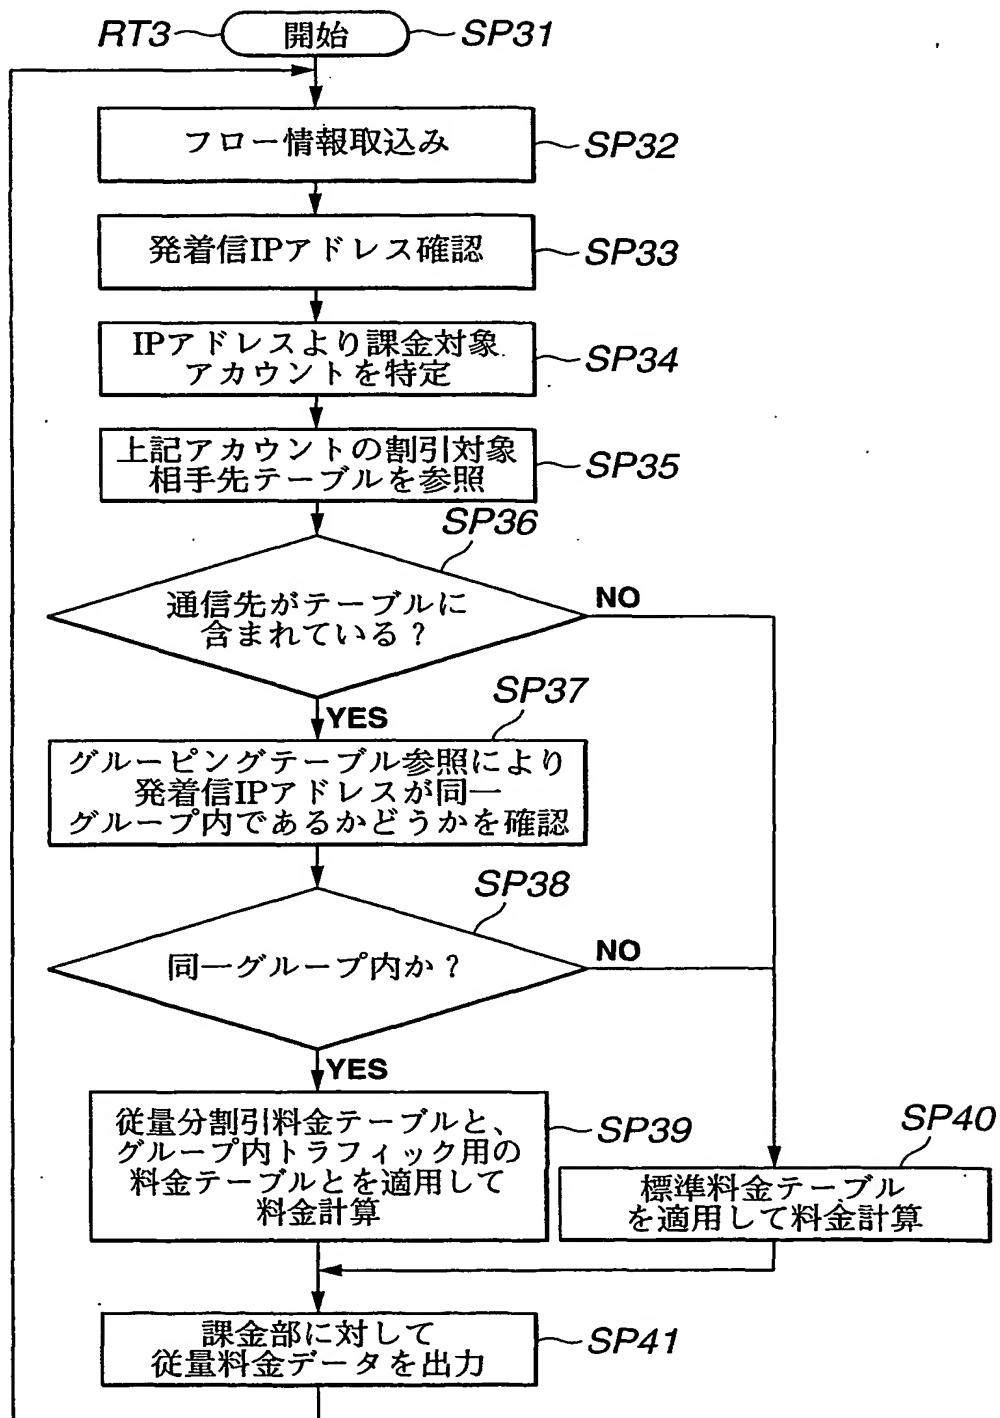 RT3
開始
SP31
フロー情報取込み
SP32
発着信IPアドレス確認
SP33
IPアドレスより課金対象
アカウントを特定
SP34
上記アカウントの割引対象
相手先テーブルを参照
SP35
SP36
通信先がテーブルに
含まれている?
NO
YES
SP37
グルーピングテーブル参照により
発着信IPアドレスが同一
グループ内であるかどうかを確認
SP38
同一グループ内か?
NO
YES
従量分割引料金テーブルと、
グループ内トラフィック用の
料金テーブルとを適用して
料金計算
SP39
SP40
標準料金テーブル
を適用して料金計算
課金部に対して
従量料金データを出力
SP41